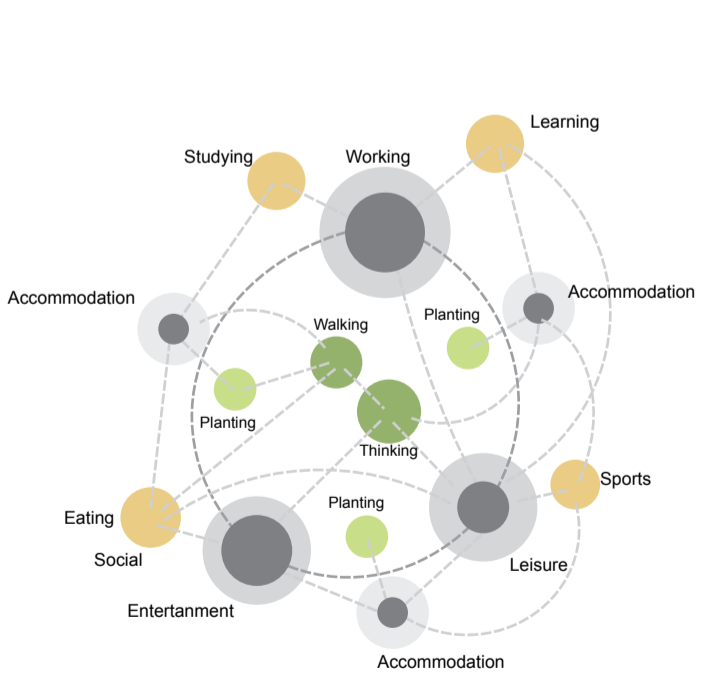 Learning
Studying
Working
Accommodation
Accommodation
Planting
Walking
Planting
Thinking
Sports
Planting
Eating
Social
Leisure
Entertanment
Accommodation